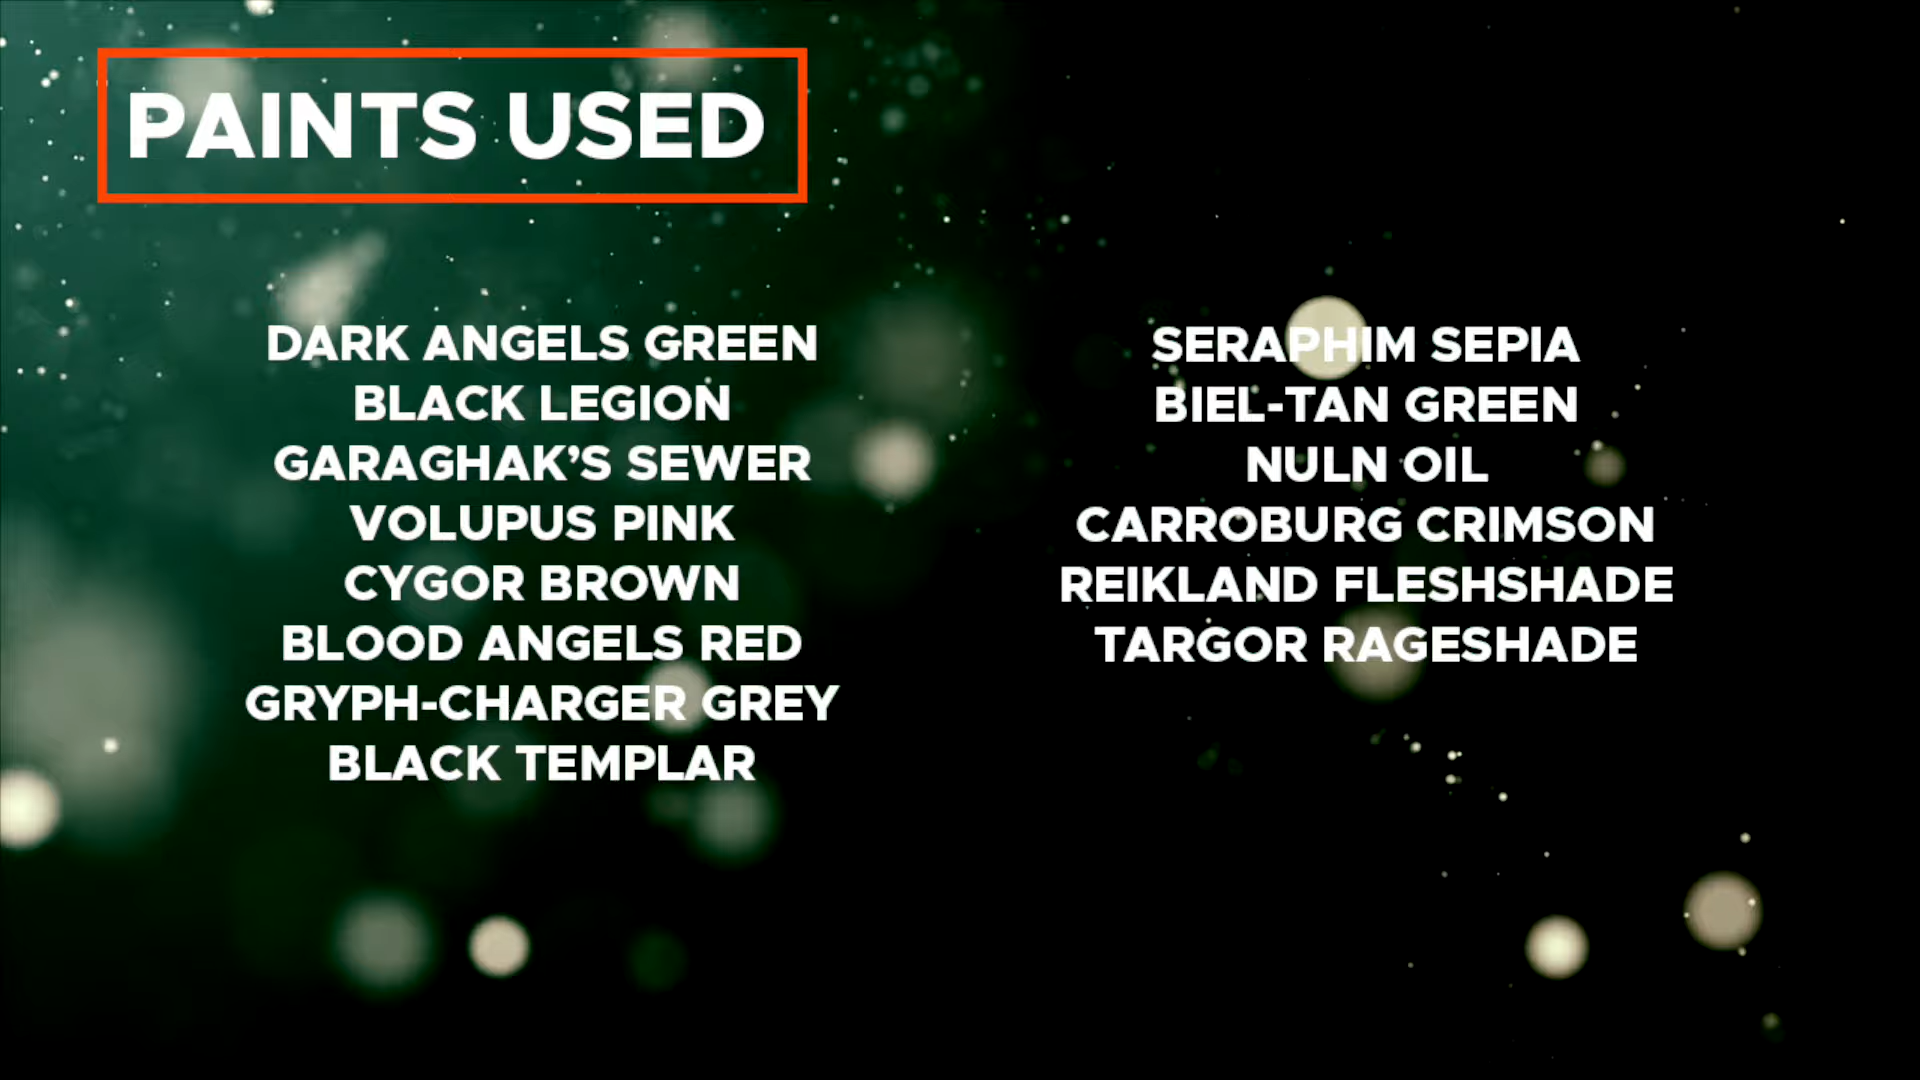 PAINTS USED
DARK ANGELS GREEN
BLACK LEGION
GARAGHAK'S SEWER
VOLUPUS PINK
CYGOR BROWN
BLOOD ANGELS RED
GRYPH-CHARGER GREY
BLACK TEMPLAR
SERAPHIM SEPIA
BIEL-TAN GREEN
NULN OIL
CARROBURG CRIMSON
REIKLAND FLESHSHADE
TARGOR RAGESHADE